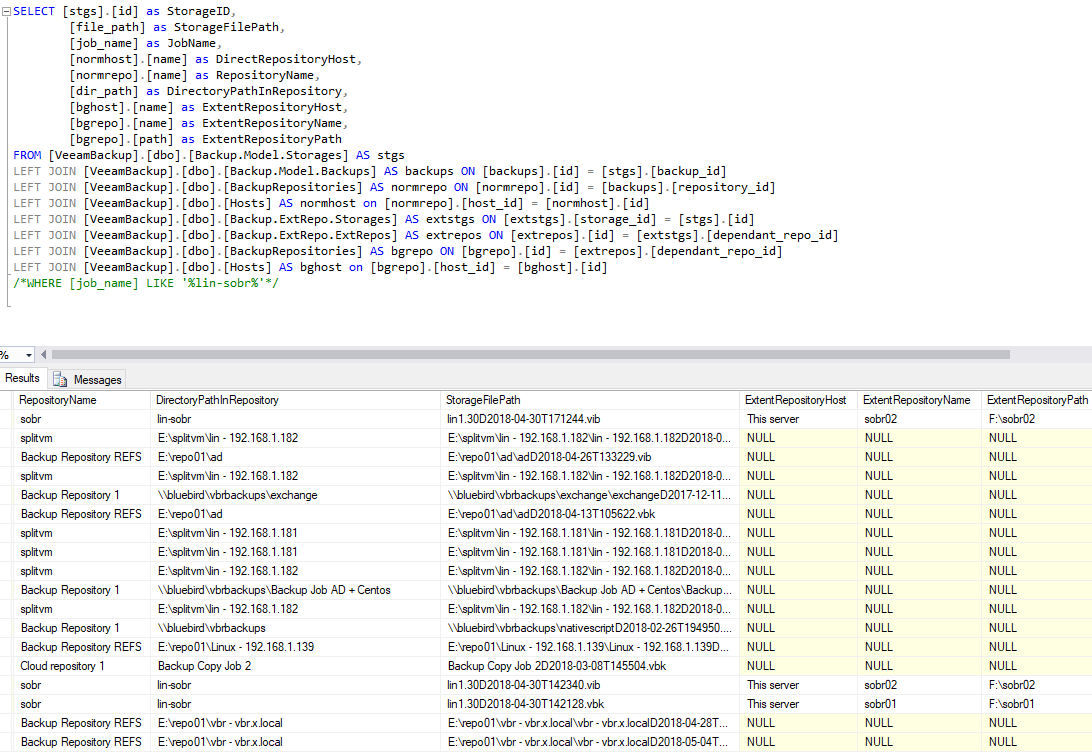 SELECT [stgs].[id] as StorageID,
[file_path] as StorageFilePath,
[job_name] as JobName,
[normhost].[name] as DirectRepositoryHost,
[normrepo].[name] as RepositoryName,
[dir_path] as DirectoryPathInRepository,
[bghost].[name] as ExtentRepositoryHost,
[bgrepo].[name] as ExtentRepositoryName,
[bgrepo].[path] as ExtentRepositoryPath
FROM [VeeamBackup].[dbo].[Backup.Model.Storages] AS stgs
LEFT JOIN [VeeamBackup].[dbo].[Backup.Model.Backups] AS backups ON [backups].[id] = [stgs].[backup_id]
LEFT JOIN [VeeamBackup].[dbo].[BackupRepositories] AS normrepo ON [normrepo].[id] = [backups].[repository_id]
LEFT JOIN [VeeamBackup].[dbo].[Hosts] AS normhost on [normrepo].[host_id] = [normhost].[id]
LEFT JOIN [VeeamBackup].[dbo].[Backup.ExtRepo.Storages] AS extstgs ON [extstgs].[storage_id] = [stgs].[id]
LEFT JOIN [VeeamBackup].[dbo].[Backup.ExtRepo.ExtRepos] AS extrepos ON [extrepos].[id] = [extstgs].[dependant_repo_id]
LEFT JOIN [VeeamBackup].[dbo].[BackupRepositories] AS bgrepo ON [bgrepo].[id] = [extrepos].[dependant_repo_id]
LEFT JOIN [VeeamBackup].[dbo].[Hosts] AS bghost on [bgrepo].[host_id] = [bghost].[id]
/*WHERE [job_name] LIKE '%lin-sobr%'*/
%
Results Messages
RepositoryName DirectoryPathInRepository StorageFilePath ExtentRepositoryHost ExtentRepositoryName ExtentRepositoryPath
sobr lin-sobr lin1.30D2018-04-30T171244.vib This server sobr02 F:\sobr02
splitvm E:\splitvm\lin - 192.168.1.182 E:\splitvm\lin - 192.168.1.182\lin - 192.168.1.182D2018-0... NULL NULL NULL
Backup Repository REFS E:\repo01\ad E:\repo01\ad\adD2018-04-26T133229.vib NULL NULL NULL
splitvm E:\splitvm\lin - 192.168.1.182 E:\splitvm\lin - 192.168.1.182\lin - 192.168.1.182D2018-0... NULL NULL NULL
Backup Repository 1 \\bluebird\vbrbackups\exchange \\bluebird\vbrbackups\exchange\exchangeD2017-12-11... NULL NULL NULL
Backup Repository REFS E:\repo01\ad E:\repo01\ad\adD2018-04-13T105622.vbk NULL NULL NULL
splitvm E:\splitvm\lin - 192.168.1.181 E:\splitvm\lin - 192.168.1.181\lin - 192.168.1.181D2018-0... NULL NULL NULL
splitvm E:\splitvm\lin - 192.168.1.181 E:\splitvm\lin - 192.168.1.181\lin - 192.168.1.181D2018-0... NULL NULL NULL
splitvm E:\splitvm\lin - 192.168.1.182 E:\splitvm\lin - 192.168.1.182\lin - 192.168.1.182D2018-0... NULL NULL NULL
Backup Repository 1 \\bluebird\vbrbackups\Backup Job AD + Centos \\bluebird\vbrbackups\Backup Job AD + Centos\Backup... NULL NULL NULL
splitvm E:\splitvm\lin - 192.168.1.182 E:\splitvm\lin - 192.168.1.182\lin - 192.168.1.182D2018-0... NULL NULL NULL
Backup Repository 1 \\bluebird\vbrbackups \\bluebird\vbrbackups\nativescriptD2018-02-26T194950.... NULL NULL NULL
Backup Repository REFS E:\repo01\Linux - 192.168.1.139 E:\repo01\Linux - 192.168.1.139\Linux - 192.168.1.139D... NULL NULL NULL
Cloud repository 1 Backup Copy Job 2 Backup Copy Job 2D2018-03-08T145504.vbk NULL NULL NULL
sobr lin-sobr lin1.30D2018-04-30T142340.vib This server sobr02 F:\sobr02
sobr lin-sobr lin1.30D2018-04-30T142128.vbk This server sobr01 F:\sobr01
Backup Repository REFS E:\repo01\vbr - vbr.x.local E:\repo01\vbr - vbr.x.local\vbr - vbr.x.localD2018-04-28T... NULL NULL NULL
Backup Repository REFS E:\repo01\vbr - vbr.x.local E:\repo01\vbr - vbr.x.local\vbr - vbr.x.localD2018-05-04T... NULL NULL NULL